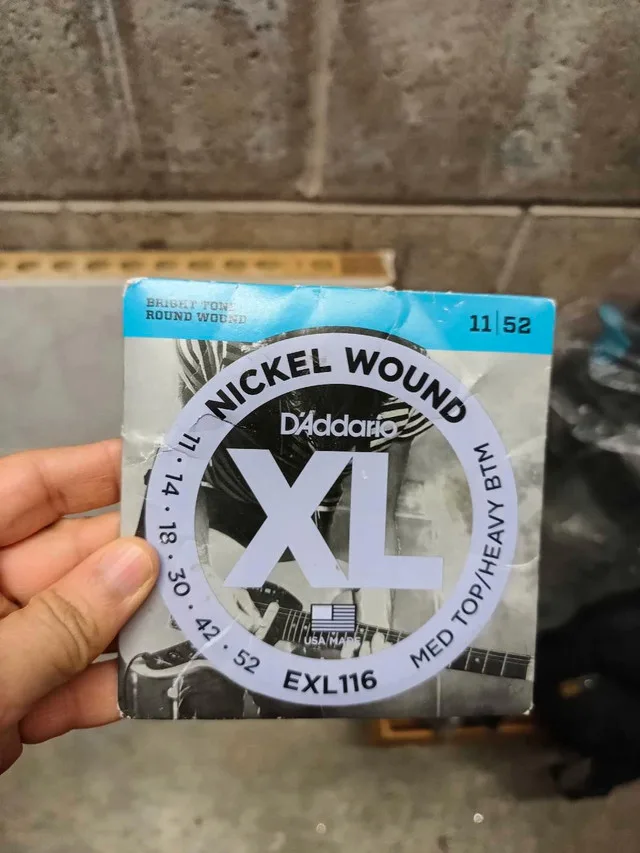 BRIGHT TONE
ROUND WOUND
11|52
NICKEL WOUND
D'Addario
XL
11 · 14 · 18 · 30 · 42 · 52
USA MADE
EXL116
MED TOP/HEAVY BTM